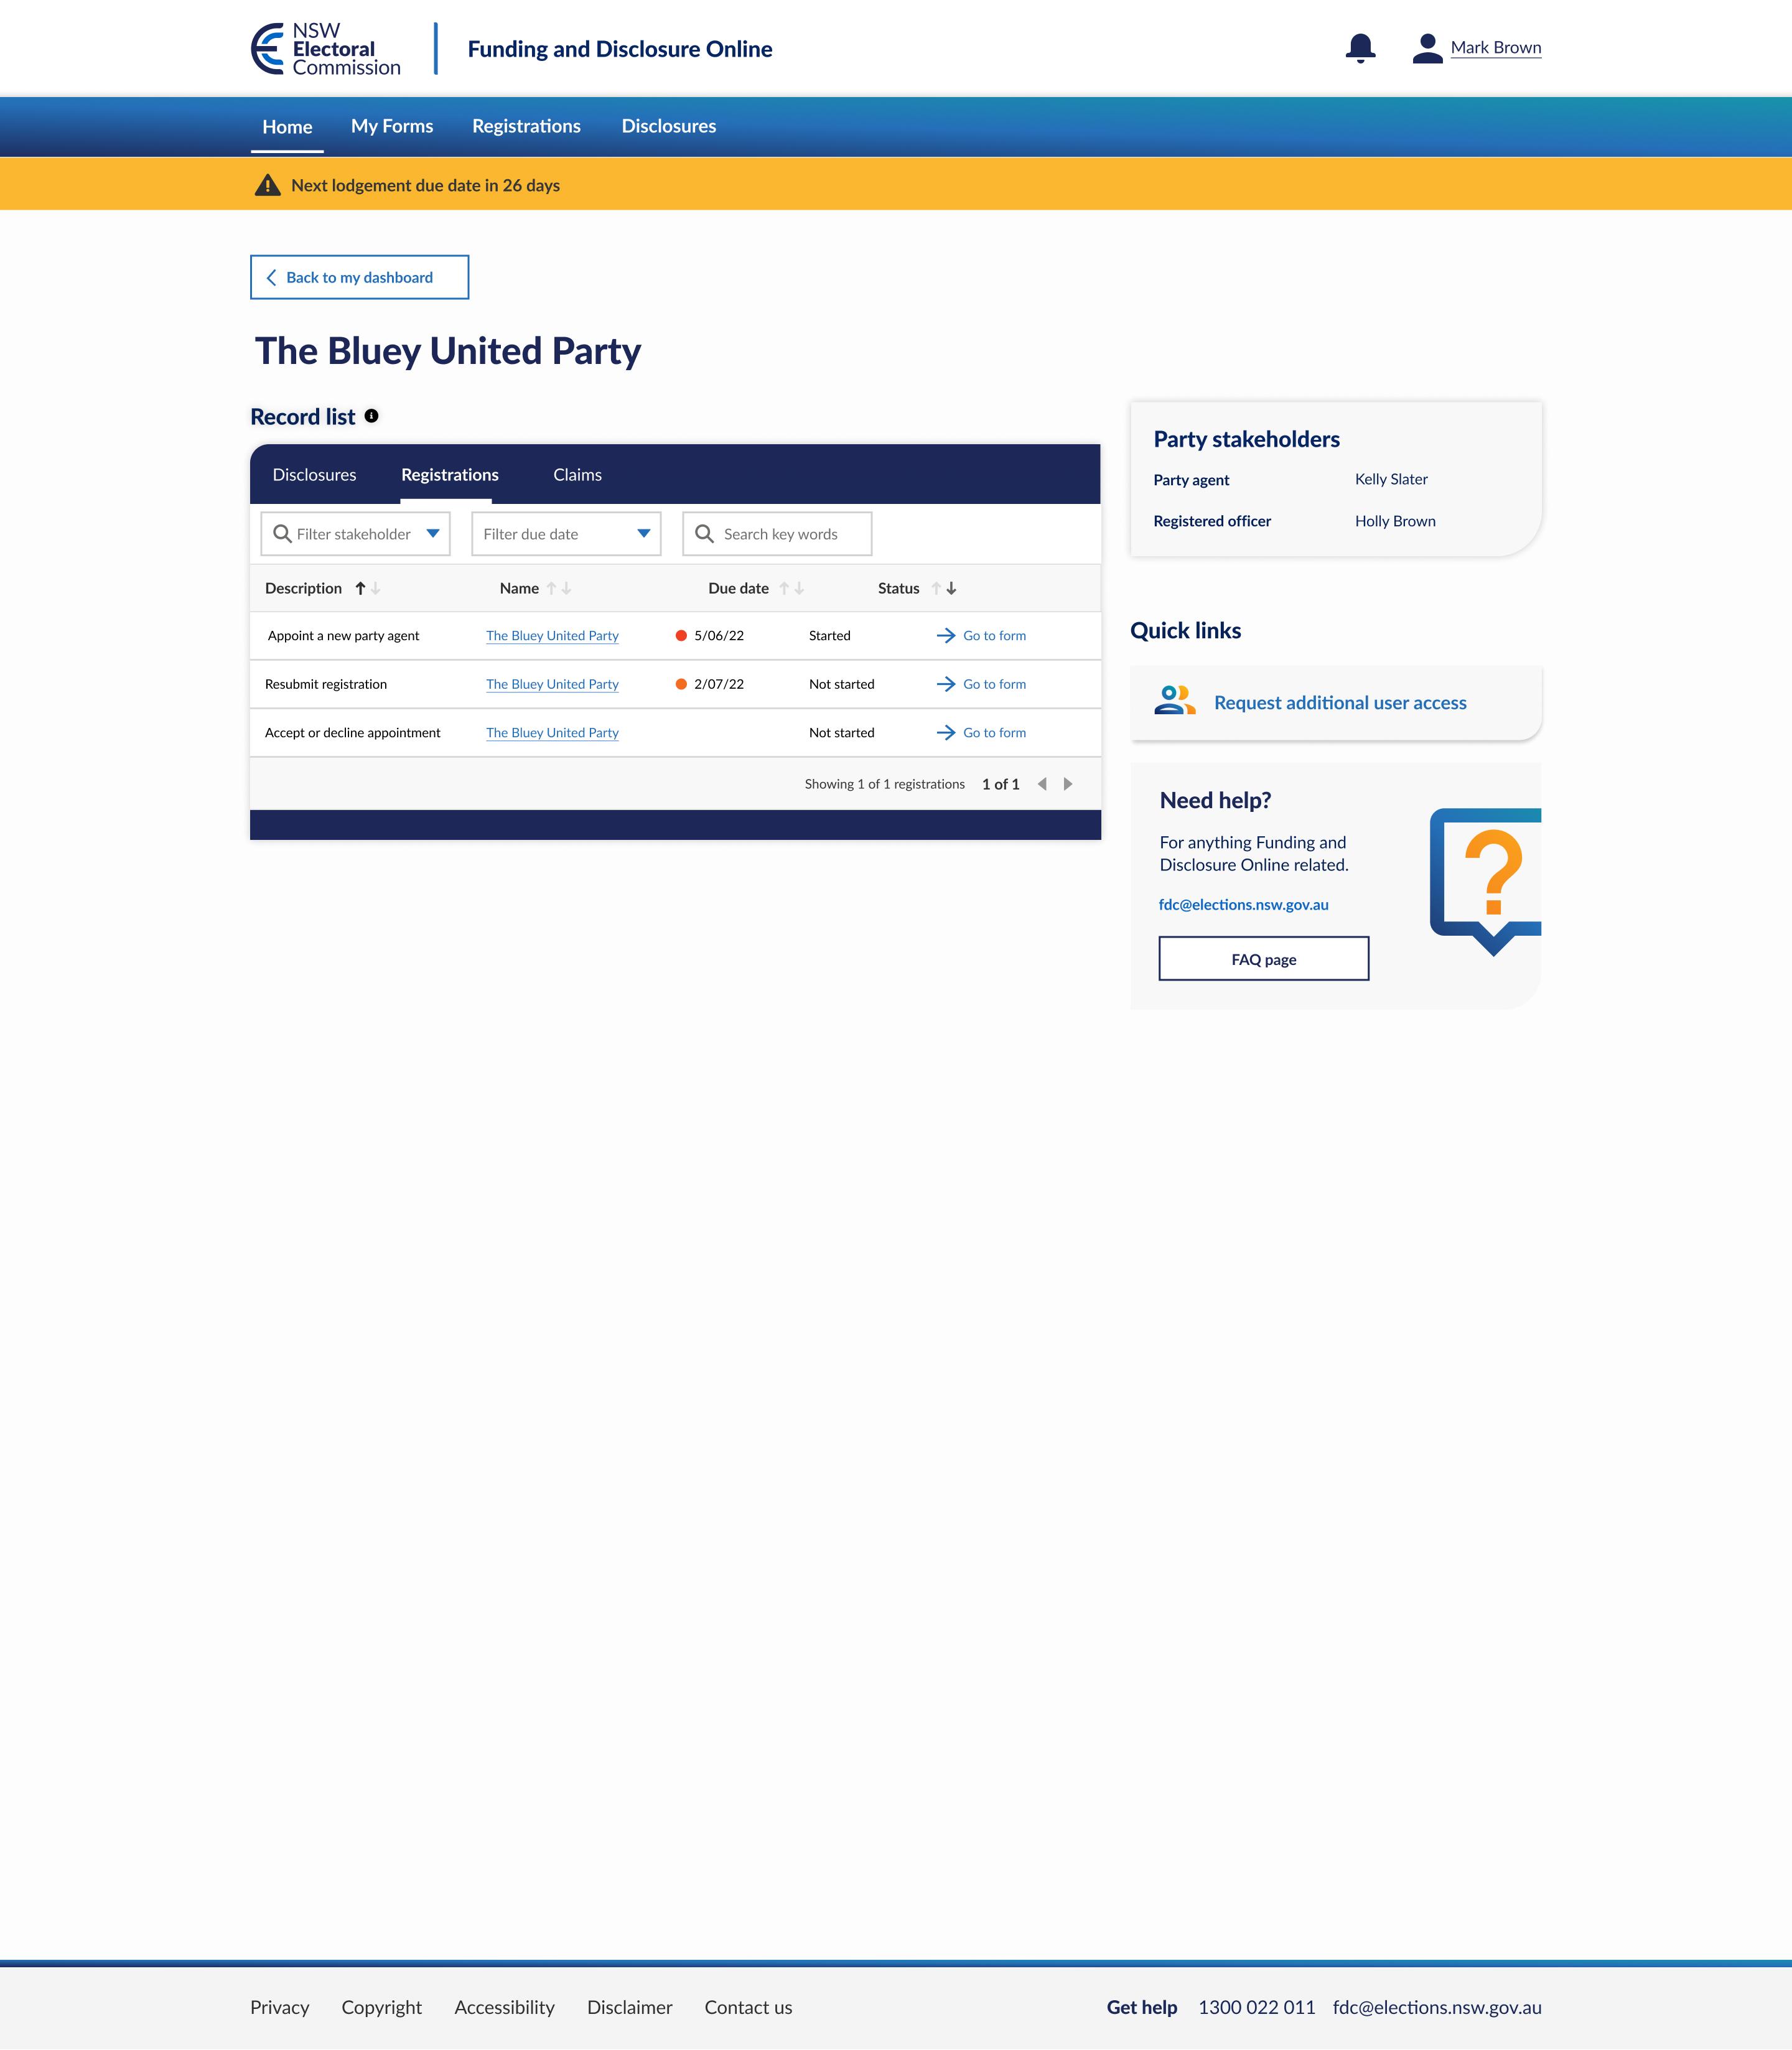 NSW
Electoral
Commission
Funding and Disclosure Online
Mark Brown
Home
My Forms
Registrations
Disclosures
Next lodgement due date in 26 days
Back to my dashboard
The Bluey United Party
Record list
Disclosures
Registrations
Claims
Filter stakeholder
Filter due date
Search key words
Description
Name
Due date
Status
Appoint a new party agent
The Bluey United Party
5/06/22
Started
Go to form
Resubmit registration
The Bluey United Party
2/07/22
Not started
Go to form
Accept or decline appointment
The Bluey United Party
Not started
Go to form
Showing 1 of 1 registrations
1 of 1
Party stakeholders
Party agent
Kelly Slater
Registered officer
Holly Brown
Quick links
Request additional user access
Need help?
For anything Funding and
Disclosure Online related.
fdc@elections.nsw.gov.au
FAQ page
Privacy
Copyright
Accessibility
Disclaimer
Contact us
Get help
1300 022 011
fdc@elections.nsw.gov.au